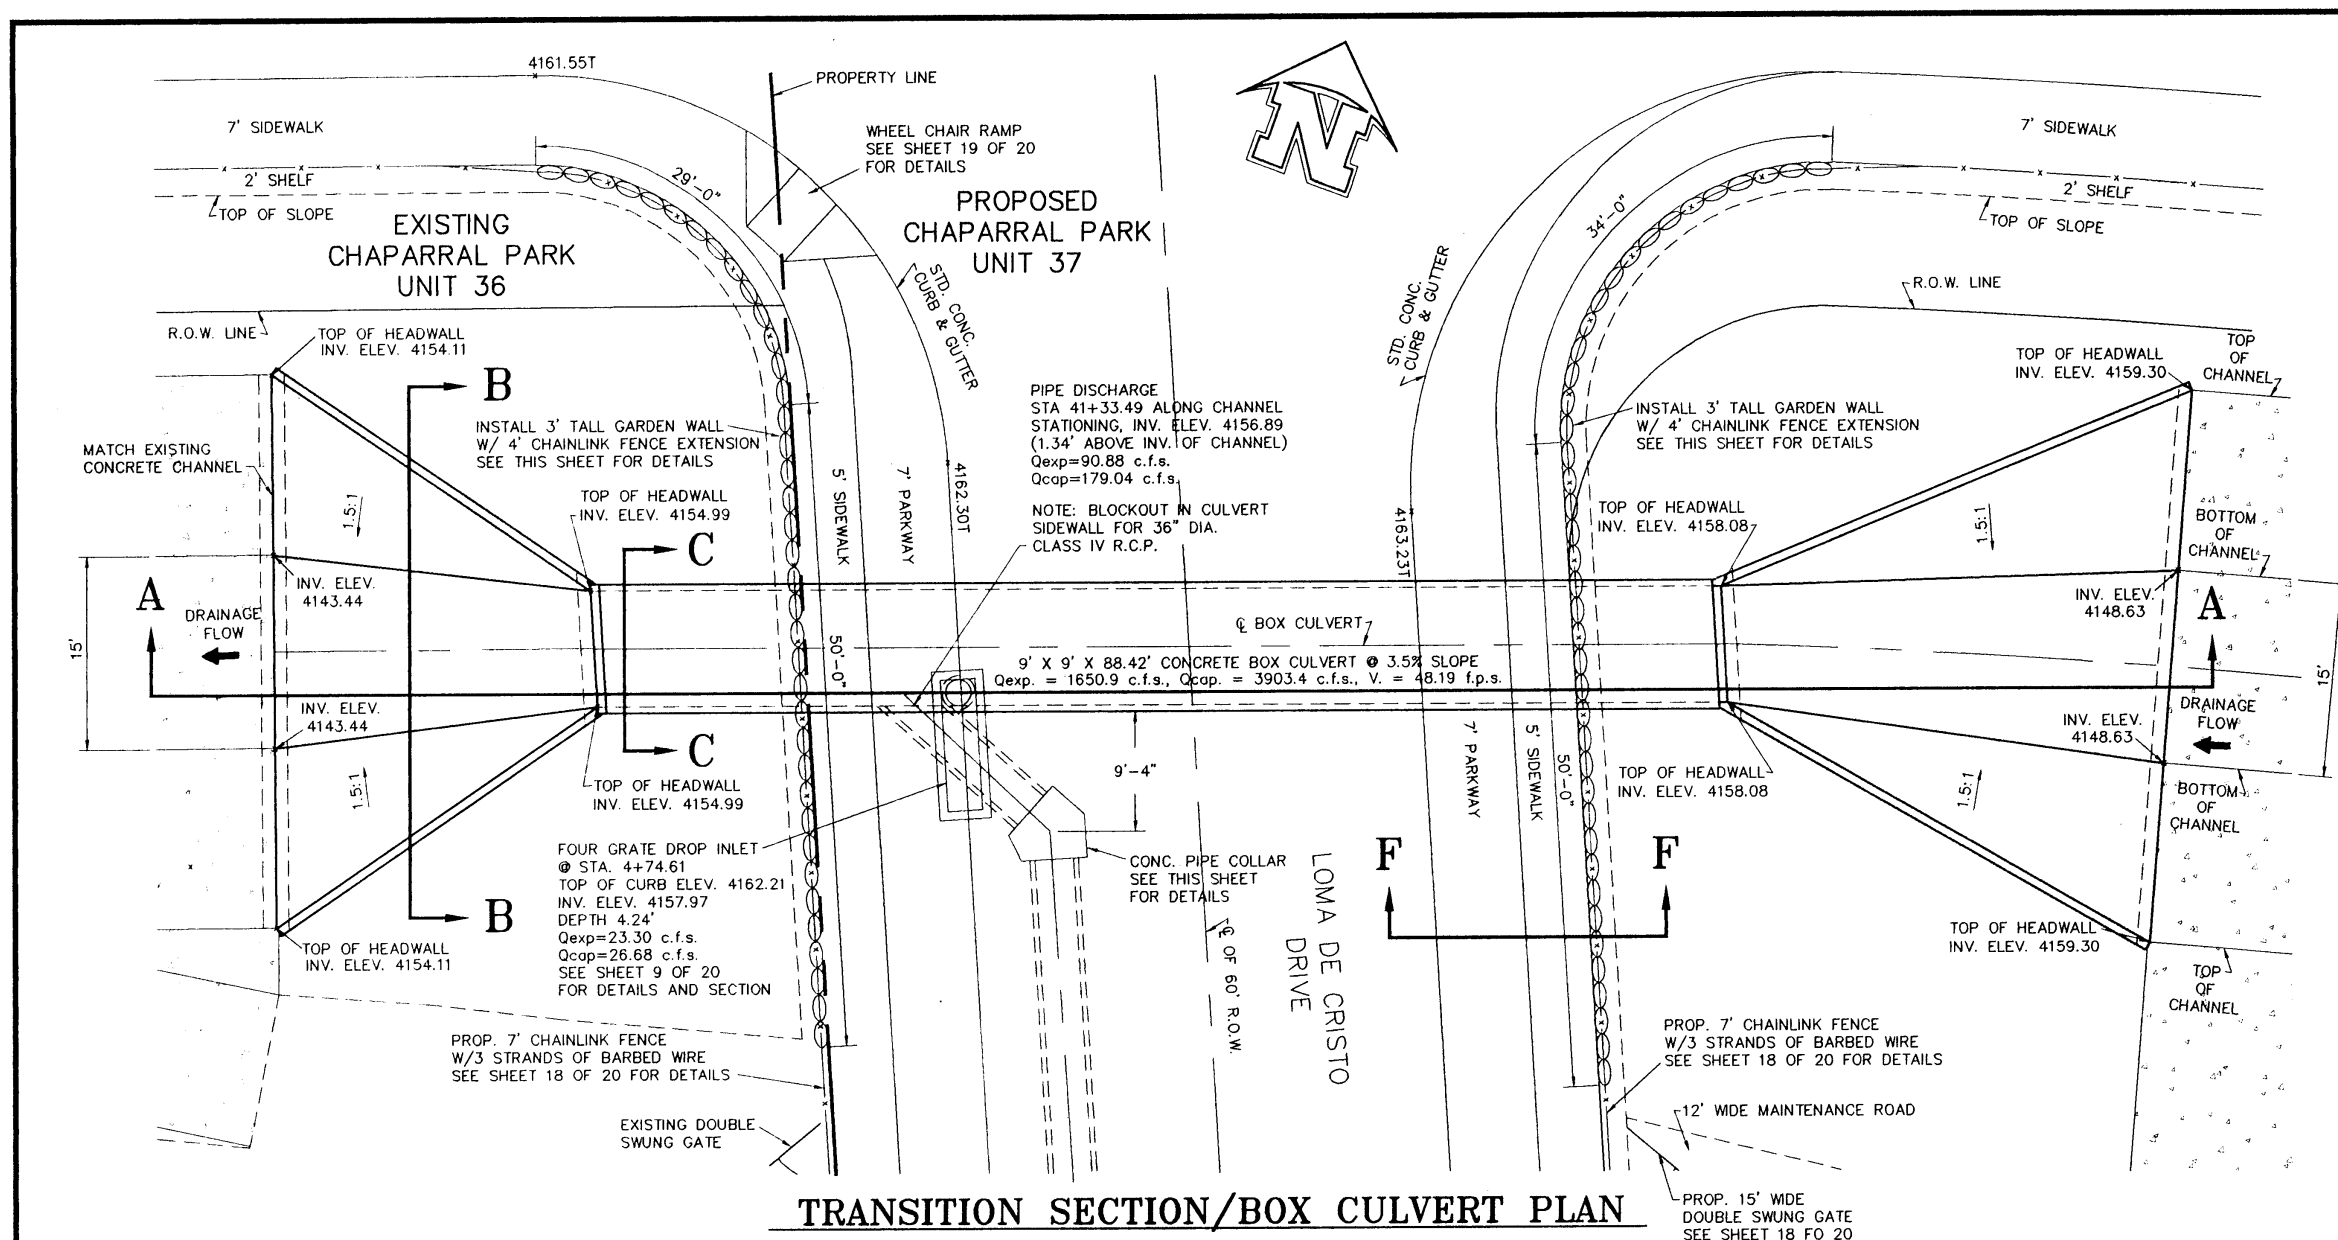 4161.55T
PROPERTY LINE
7' SIDEWALK
WHEEL CHAIR RAMP
SEE SHEET 19 OF 20
FOR DETAILS
N
7' SIDEWALK
2' SHELF
TOP OF SLOPE
29'-0"
EXISTING
CHAPARRAL PARK
UNIT 36
PROPOSED
CHAPARRAL PARK
UNIT 37
34'-0"
2' SHELF
TOP OF SLOPE
STD. CONC.
CURB & GUTTER
STD. CONC.
CURB & GUTTER
R.O.W. LINE
R.O.W. LINE
TOP OF HEADWALL
INV. ELEV. 4154.11
TOP OF HEADWALL
INV. ELEV. 4159.30
TOP
OF
CHANNEL
B
INSTALL 3' TALL GARDEN WALL
W/ 4' CHAINLINK FENCE EXTENSION
SEE THIS SHEET FOR DETAILS
PIPE DISCHARGE
STA 41+33.49 ALONG CHANNEL
STATIONING, INV. ELEV. 4156.89
(1.34' ABOVE INV. OF CHANNEL)
Qexp=90.88 c.f.s.
Qcap=179.04 c.f.s.
INSTALL 3' TALL GARDEN WALL
W/ 4' CHAINLINK FENCE EXTENSION
SEE THIS SHEET FOR DETAILS
MATCH EXISTING
CONCRETE CHANNEL
1.5:1
TOP OF HEADWALL
INV. ELEV. 4154.99
5' SIDEWALK
7' PARKWAY
4162.30T
NOTE: BLOCKOUT IN CULVERT
SIDEWALL FOR 36" DIA.
CLASS IV R.C.P.
4163.23T
TOP OF HEADWALL
INV. ELEV. 4158.08
1.5:1
BOTTOM
OF
CHANNEL
C
A
15'
DRAINAGE
FLOW
INV. ELEV.
4143.44
INV. ELEV.
4148.63
A
50'-0"
℄ BOX CULVERT
9' X 9' X 88.42' CONCRETE BOX CULVERT @ 3.5% SLOPE
Qexp. = 1650.9 c.f.s., Qcap. = 3903.4 c.f.s., V. = 48.19 f.p.s.
15'
INV. ELEV.
4143.44
DRAINAGE
FLOW
INV. ELEV.
4148.63
C
1.5:1
TOP OF HEADWALL
INV. ELEV. 4154.99
9'-4"
7' PARKWAY
5' SIDEWALK
50'-0"
TOP OF HEADWALL
INV. ELEV. 4158.08
1.5:1
BOTTOM
OF
CHANNEL
FOUR GRATE DROP INLET
@ STA. 4+74.61
TOP OF CURB ELEV. 4162.21
INV. ELEV. 4157.97
DEPTH 4.24'
Qexp=23.30 c.f.s.
Qcap=26.68 c.f.s.
SEE SHEET 9 OF 20
FOR DETAILS AND SECTION
CONC. PIPE COLLAR
SEE THIS SHEET
FOR DETAILS
F
F
B
TOP OF HEADWALL
INV. ELEV. 4154.11
℄ OF 60' R.O.W.
LOMA DE CRISTO
DRIVE
TOP OF HEADWALL
INV. ELEV. 4159.30
TOP
OF
CHANNEL
PROP. 7' CHAINLINK FENCE
W/3 STRANDS OF BARBED WIRE
SEE SHEET 18 OF 20 FOR DETAILS
PROP. 7' CHAINLINK FENCE
W/3 STRANDS OF BARBED WIRE
SEE SHEET 18 OF 20 FOR DETAILS
EXISTING DOUBLE
SWUNG GATE
12' WIDE MAINTENANCE ROAD
TRANSITION SECTION/BOX CULVERT PLAN
PROP. 15' WIDE
DOUBLE SWUNG GATE
SEE SHEET 18 FO 20